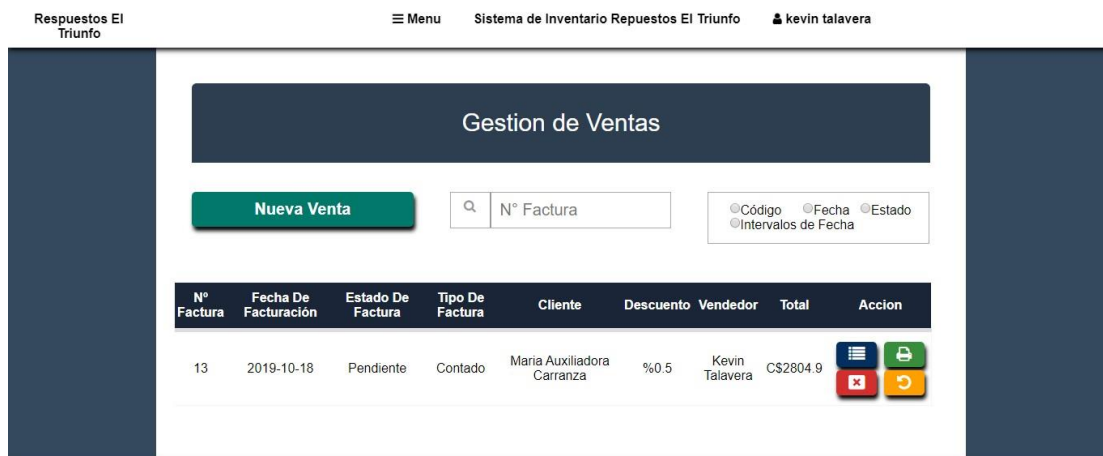 Respuestos El
Triunfo
Menu
Sistema de Inventario Repuestos El Triunfo
kevin talavera
Gestion de Ventas
Nueva Venta
N° Factura
Código Fecha Estado
Intervalos de Fecha
N°
Factura
Fecha De
Facturación
Estado De
Factura
Tipo De
Factura
Cliente
Descuento
Vendedor
Total
Accion
13
2019-10-18
Pendiente
Contado
Maria Auxiliadora
Carranza
%0.5
Kevin
Talavera
C$2804.9